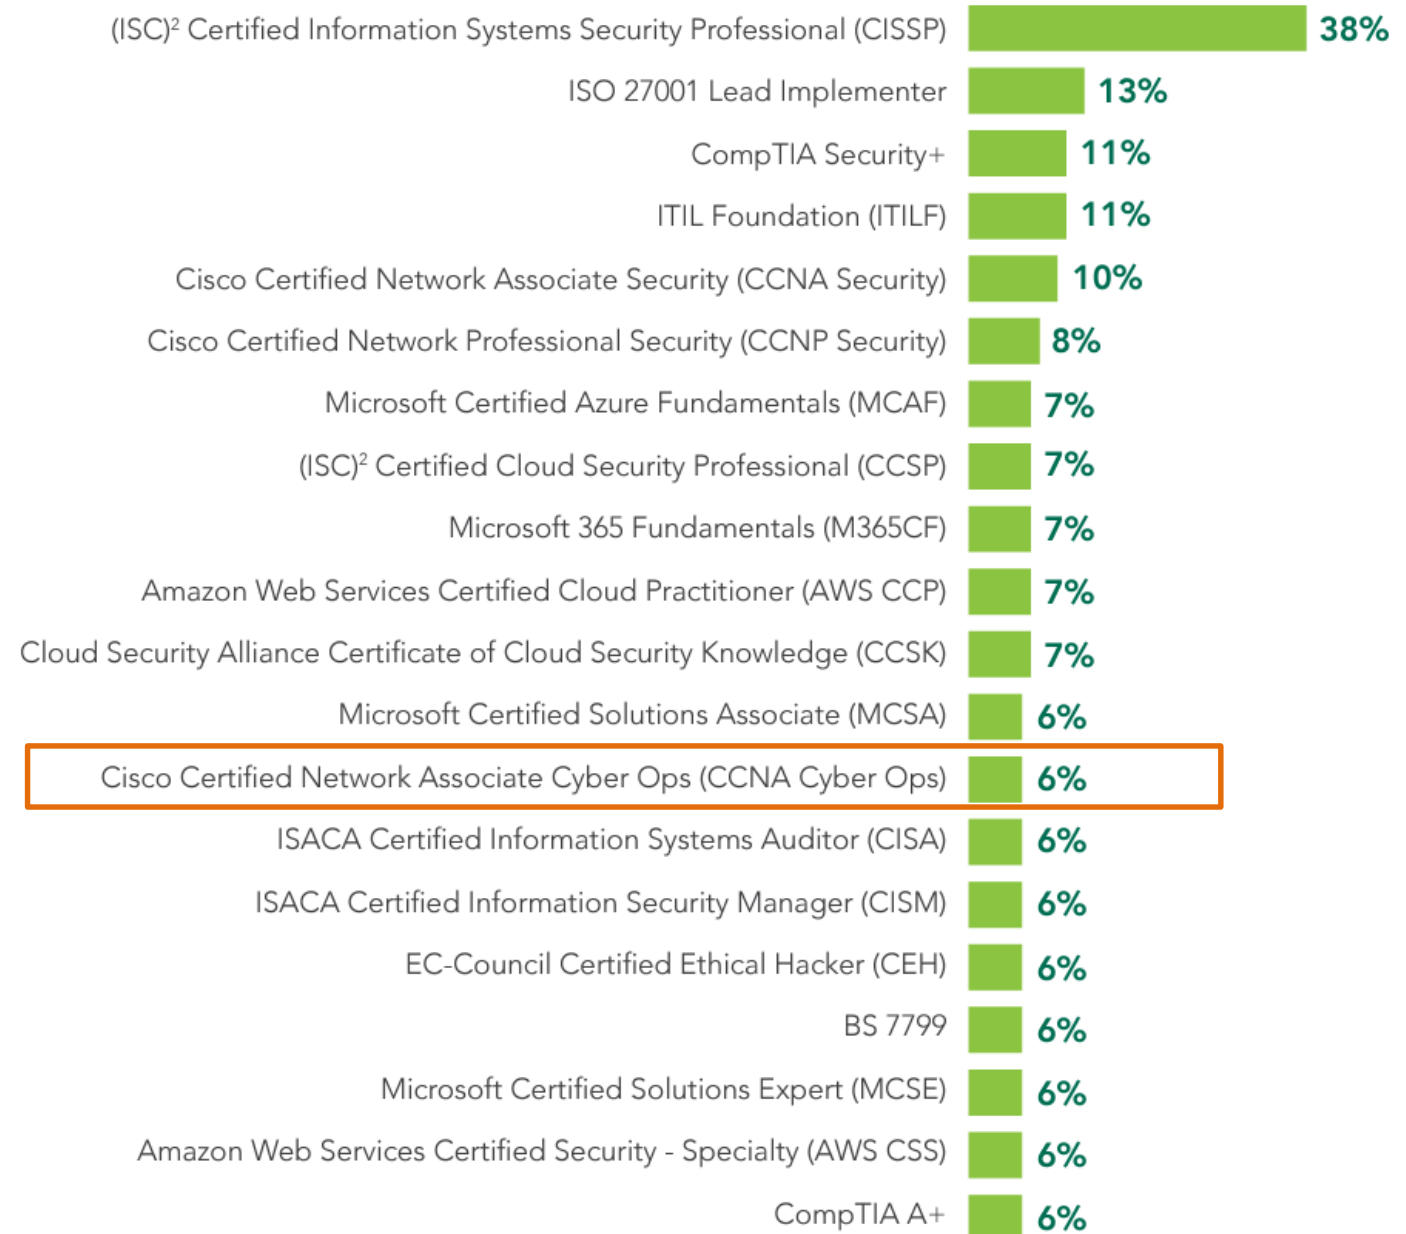 (ISC)² Certified Information Systems Security Professional (CISSP) 38%
ISO 27001 Lead Implementer 13%
CompTIA Security+ 11%
ITIL Foundation (ITILF) 11%
Cisco Certified Network Associate Security (CCNA Security) 10%
Cisco Certified Network Professional Security (CCNP Security) 8%
Microsoft Certified Azure Fundamentals (MCAF) 7%
(ISC)² Certified Cloud Security Professional (CCSP) 7%
Microsoft 365 Fundamentals (M365CF) 7%
Amazon Web Services Certified Cloud Practitioner (AWS CCP) 7%
Cloud Security Alliance Certificate of Cloud Security Knowledge (CCSK) 7%
Microsoft Certified Solutions Associate (MCSA) 6%
Cisco Certified Network Associate Cyber Ops (CCNA Cyber Ops) 6%
ISACA Certified Information Systems Auditor (CISA) 6%
ISACA Certified Information Security Manager (CISM) 6%
EC-Council Certified Ethical Hacker (CEH) 6%
BS 7799 6%
Microsoft Certified Solutions Expert (MCSE) 6%
Amazon Web Services Certified Security - Specialty (AWS CSS) 6%
CompTIA A+ 6%